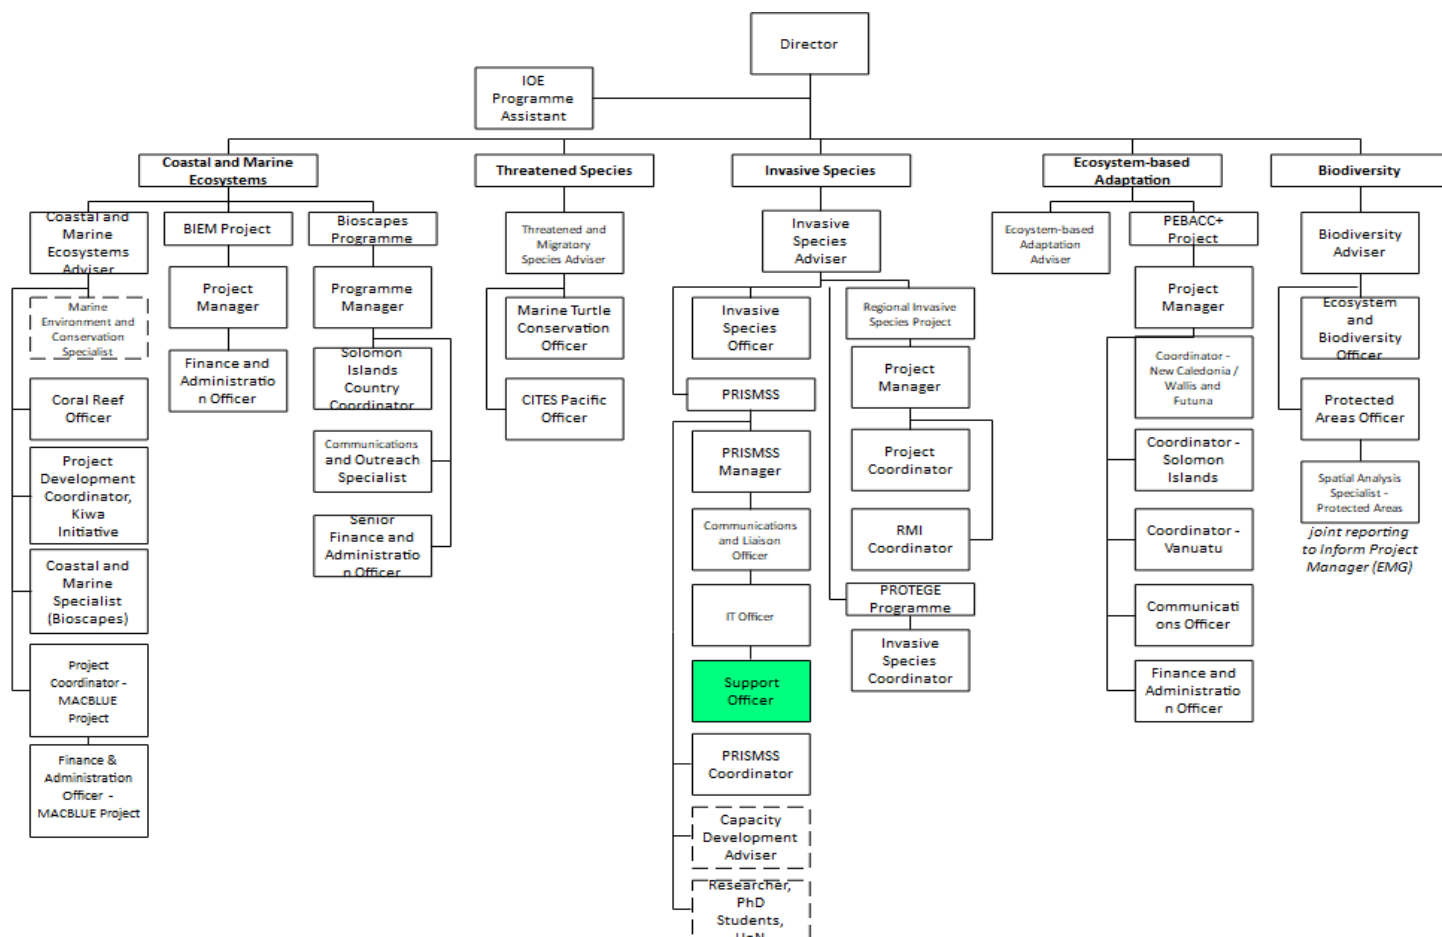 Director
IOE
Programme
Assistant
Coastal and Marine
Ecosystems
Threatened Species
Invasive Species
Ecosystem-based
Adaptation
Biodiversity
Coastal and
Marine
Ecosystems
Adviser
BIEM Project
Bioscapes
Programme
Threatened and
Migratory
Species Adviser
Invasive
Species
Adviser
Ecoystem-based
Adaptation
Adviser
PEBACC+
Project
Biodiversity
Adviser
Marine
Environment and
Conservation
Specialist
Project
Manager
Programme
Manager
Marine Turtle
Conservation
Officer
Invasive
Species
Officer
Regional Invasive
Species Project
Project
Manager
Ecosystem
and
Biodiversity
Officer
Coral Reef
Officer
Finance and
Administratio
n Officer
Solomon
Islands
Country
Coordinator
CITES Pacific
Officer
PRISMSS
Project
Manager
Coordinator -
New Caledonia /
Wallis and
Futuna
Protected
Areas Officer
Project
Development
Coordinator,
Kiwa
Initiative
Communications
and Outreach
Specialist
PRISMSS
Manager
Project
Coordinator
Coordinator -
Solomon
Islands
Spatial Analysis
Specialist -
Protected Areas
joint reporting
to Inform Project
Manager (EMG)
Coastal and
Marine
Specialist
(Bioscapes)
Senior
Finance and
Administratio
n Officer
Communications
and Liaison
Officer
RMI
Coordinator
Coordinator -
Vanuatu
Project
Coordinator -
MACBLUE
Project
IT Officer
PROTEGE
Programme
Communicati
ons Officer
Support
Officer
Invasive
Species
Coordinator
Finance and
Administratio
n Officer
Finance &
Administration
Officer -
MACBLUE Project
PRISMSS
Coordinator
Capacity
Development
Adviser
Researcher,
PhD
Students,